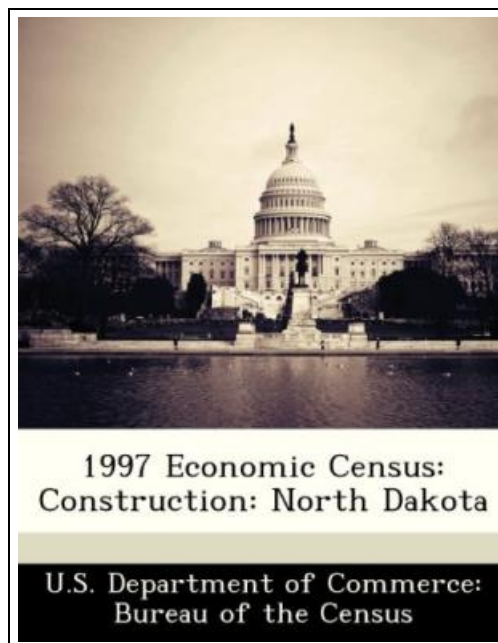 1997 Economic Census:
Construction: North Dakota
U.S. Department of Commerce:
Bureau of the Census